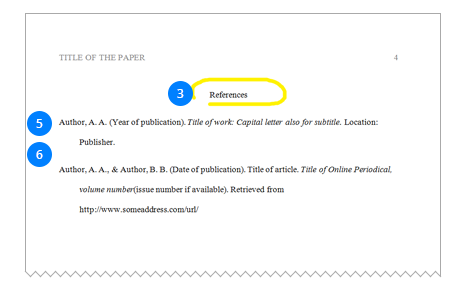 TITLE OF THE PAPER 4
3 References
5 Author, A. A. (Year of publication). Title of work: Capital letter also for subtitle. Location:
Publisher.
6
Author, A. A., & Author, B. B. (Date of publication). Title of article. Title of Online Periodical,
volume number(issue number if available). Retrieved from
http://www.someaddress.com/url/